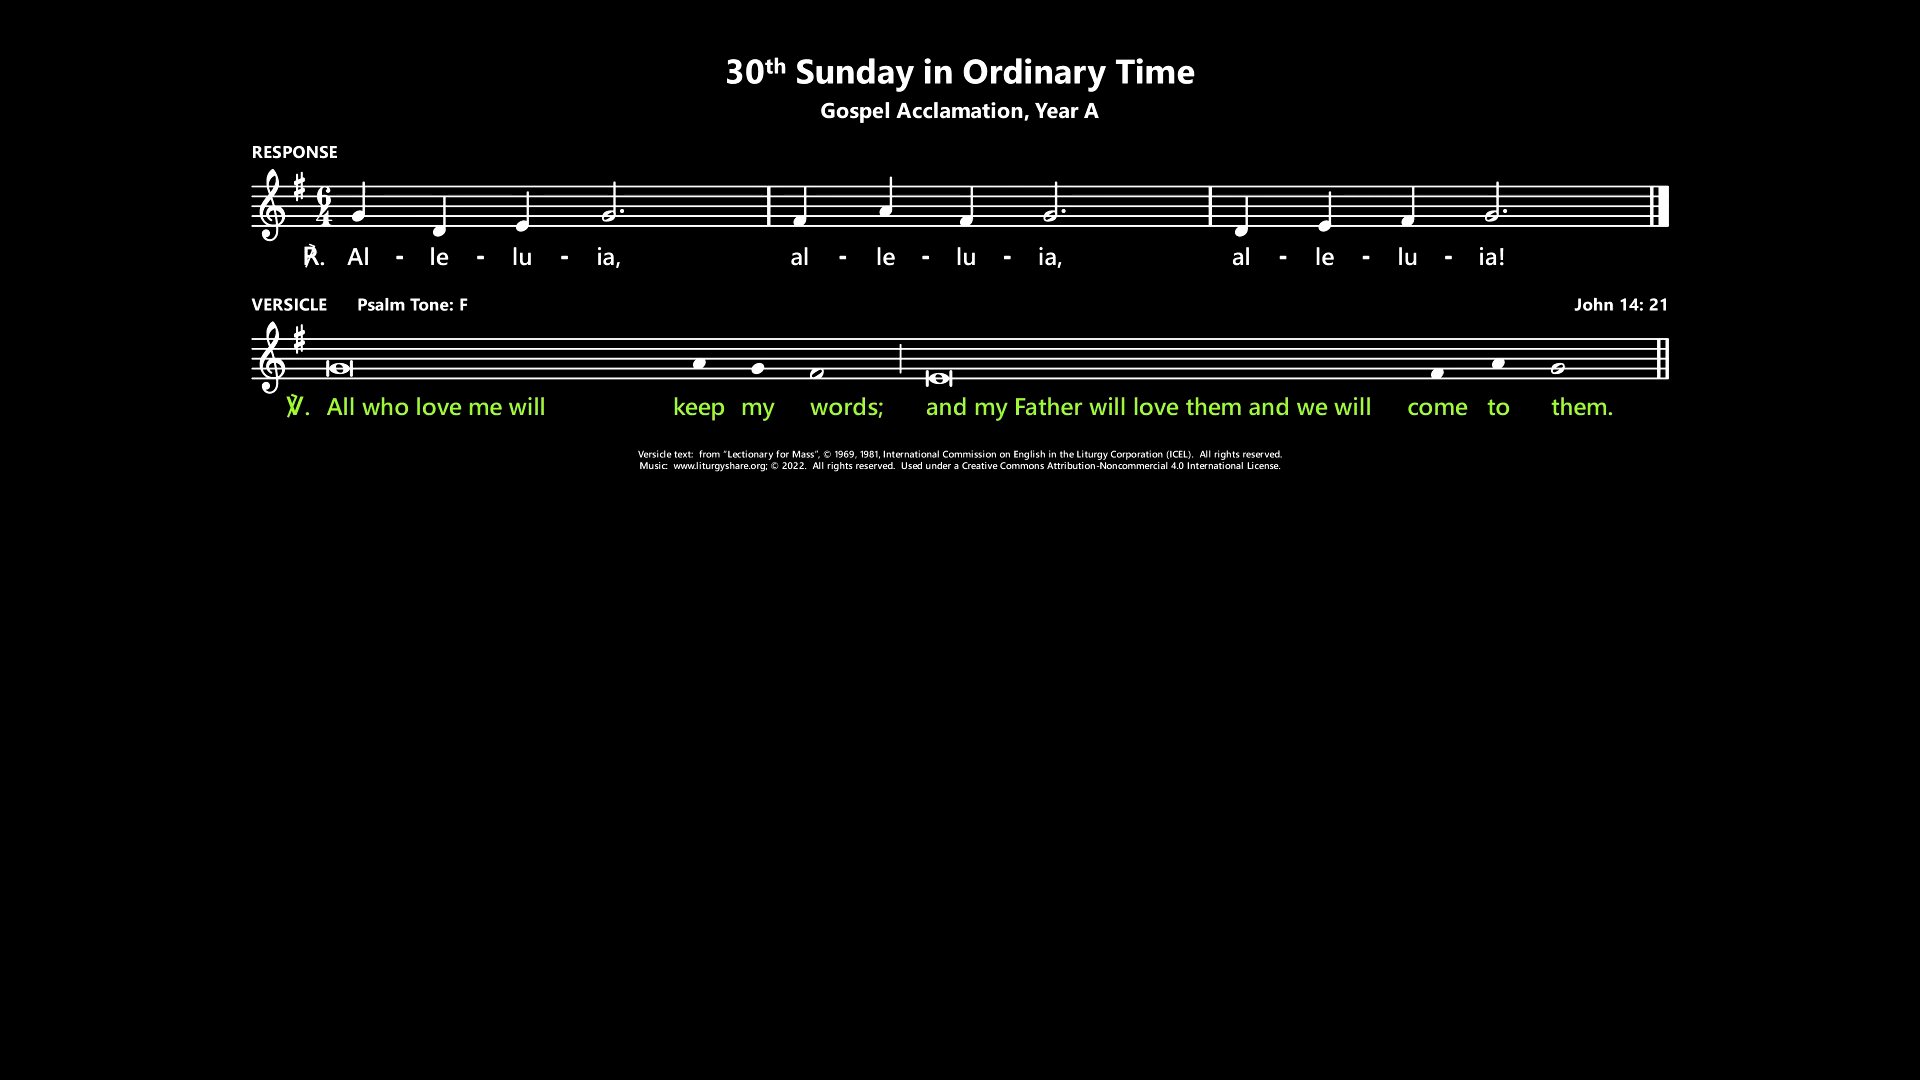 30th Sunday in Ordinary Time
Gospel Acclamation, Year A
RESPONSE
6
4
℟. Al - le - lu - ia, al - le - lu - ia, al - le - lu - ia!
VERSICLE Psalm Tone: F John 14: 21
℣. All who love me will keep my words; and my Father will love them and we will come to them.
Versicle text: from “Lectionary for Mass”, © 1969, 1981, International Commission on English in the Liturgy Corporation (ICEL). All rights reserved.
Music: www.liturgyshare.org; © 2022. All rights reserved. Used under a Creative Commons Attribution-Noncommercial 4.0 International License.